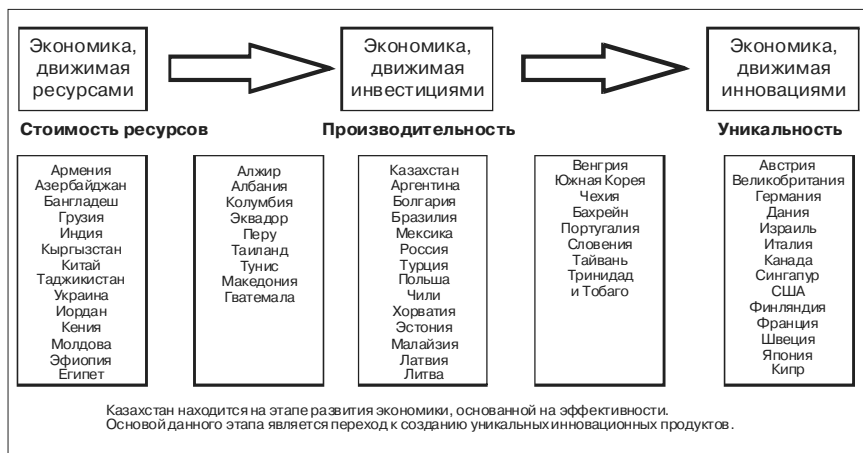 Экономика,
движимая
ресурсами
Экономика,
движимая
инвестициями
Экономика,
движимая
инновациями
Стоимость ресурсов
Производительность
Уникальность
Армения
Азербайджан
Бангладеш
Грузия
Индия
Кыргызстан
Китай
Таджикистан
Украина
Иордан
Кения
Молдова
Эфиопия
Египет
Алжир
Албания
Колумбия
Эквадор
Перу
Таиланд
Тунис
Македония
Гватемала
Казахстан
Аргентина
Болгария
Бразилия
Мексика
Россия
Турция
Польша
Чили
Хорватия
Эстония
Малайзия
Латвия
Литва
Венгрия
Южная Корея
Чехия
Бахрейн
Португалия
Словения
Тайвань
Тринидад
и Тобаго
Австрия
Великобритания
Германия
Дания
Израиль
Италия
Канада
Сингапур
США
Финляндия
Франция
Швеция
Япония
Кипр
Казахстан находится на этапе развития экономики, основанной на эффективности.
Основой данного этапа является переход к созданию уникальных инновационных продуктов.